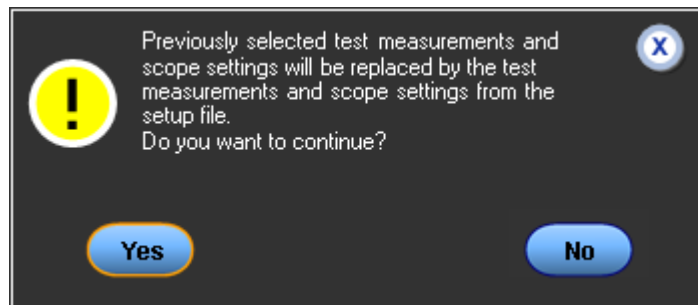 Previously selected test measurements and
scope settings will be replaced by the test
measurements and scope settings from the
setup file.
Do you want to continue?
X
!
Yes
No